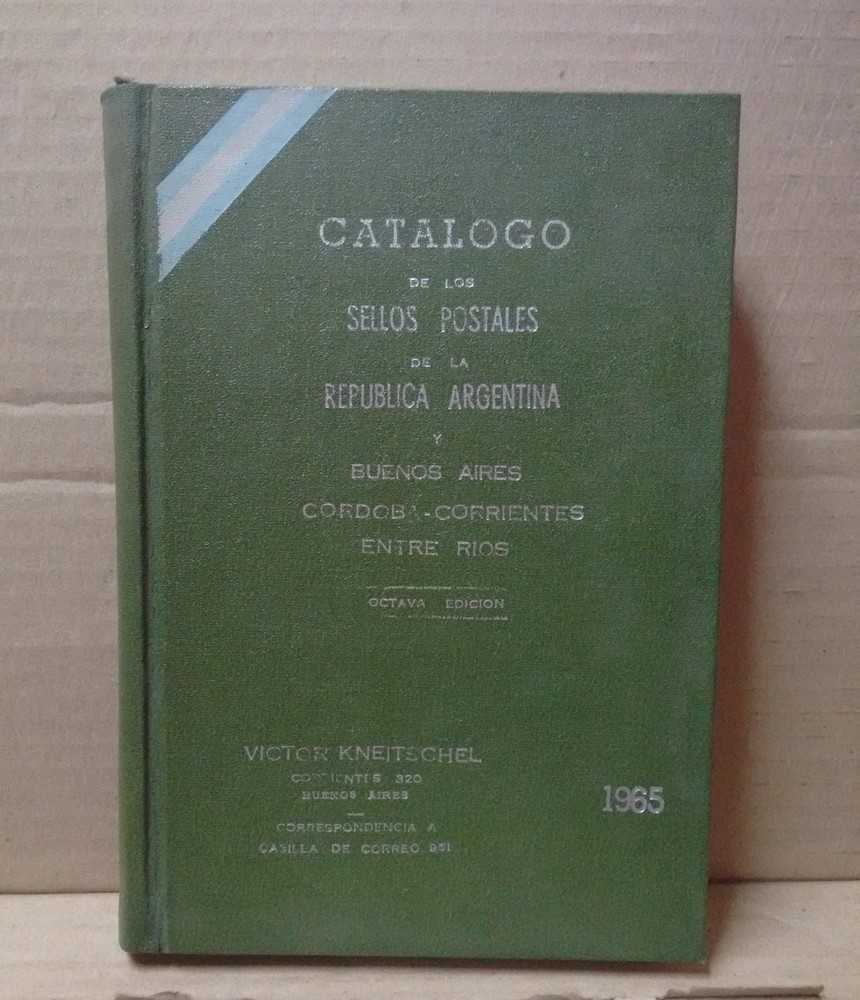 CATALOGO
DE LOS
SELLOS POSTALES
DE LA
REPUBLICA ARGENTINA
Y
BUENOS AIRES
CORDOBA-CORRIENTES
ENTRE RIOS
OCTAVA EDICION
VICTOR KNEITSCHEL
CORRIENTES 320
BUENOS AIRES
1965
CORRESPONDENCIA A
CASILLA DE CORREO 951